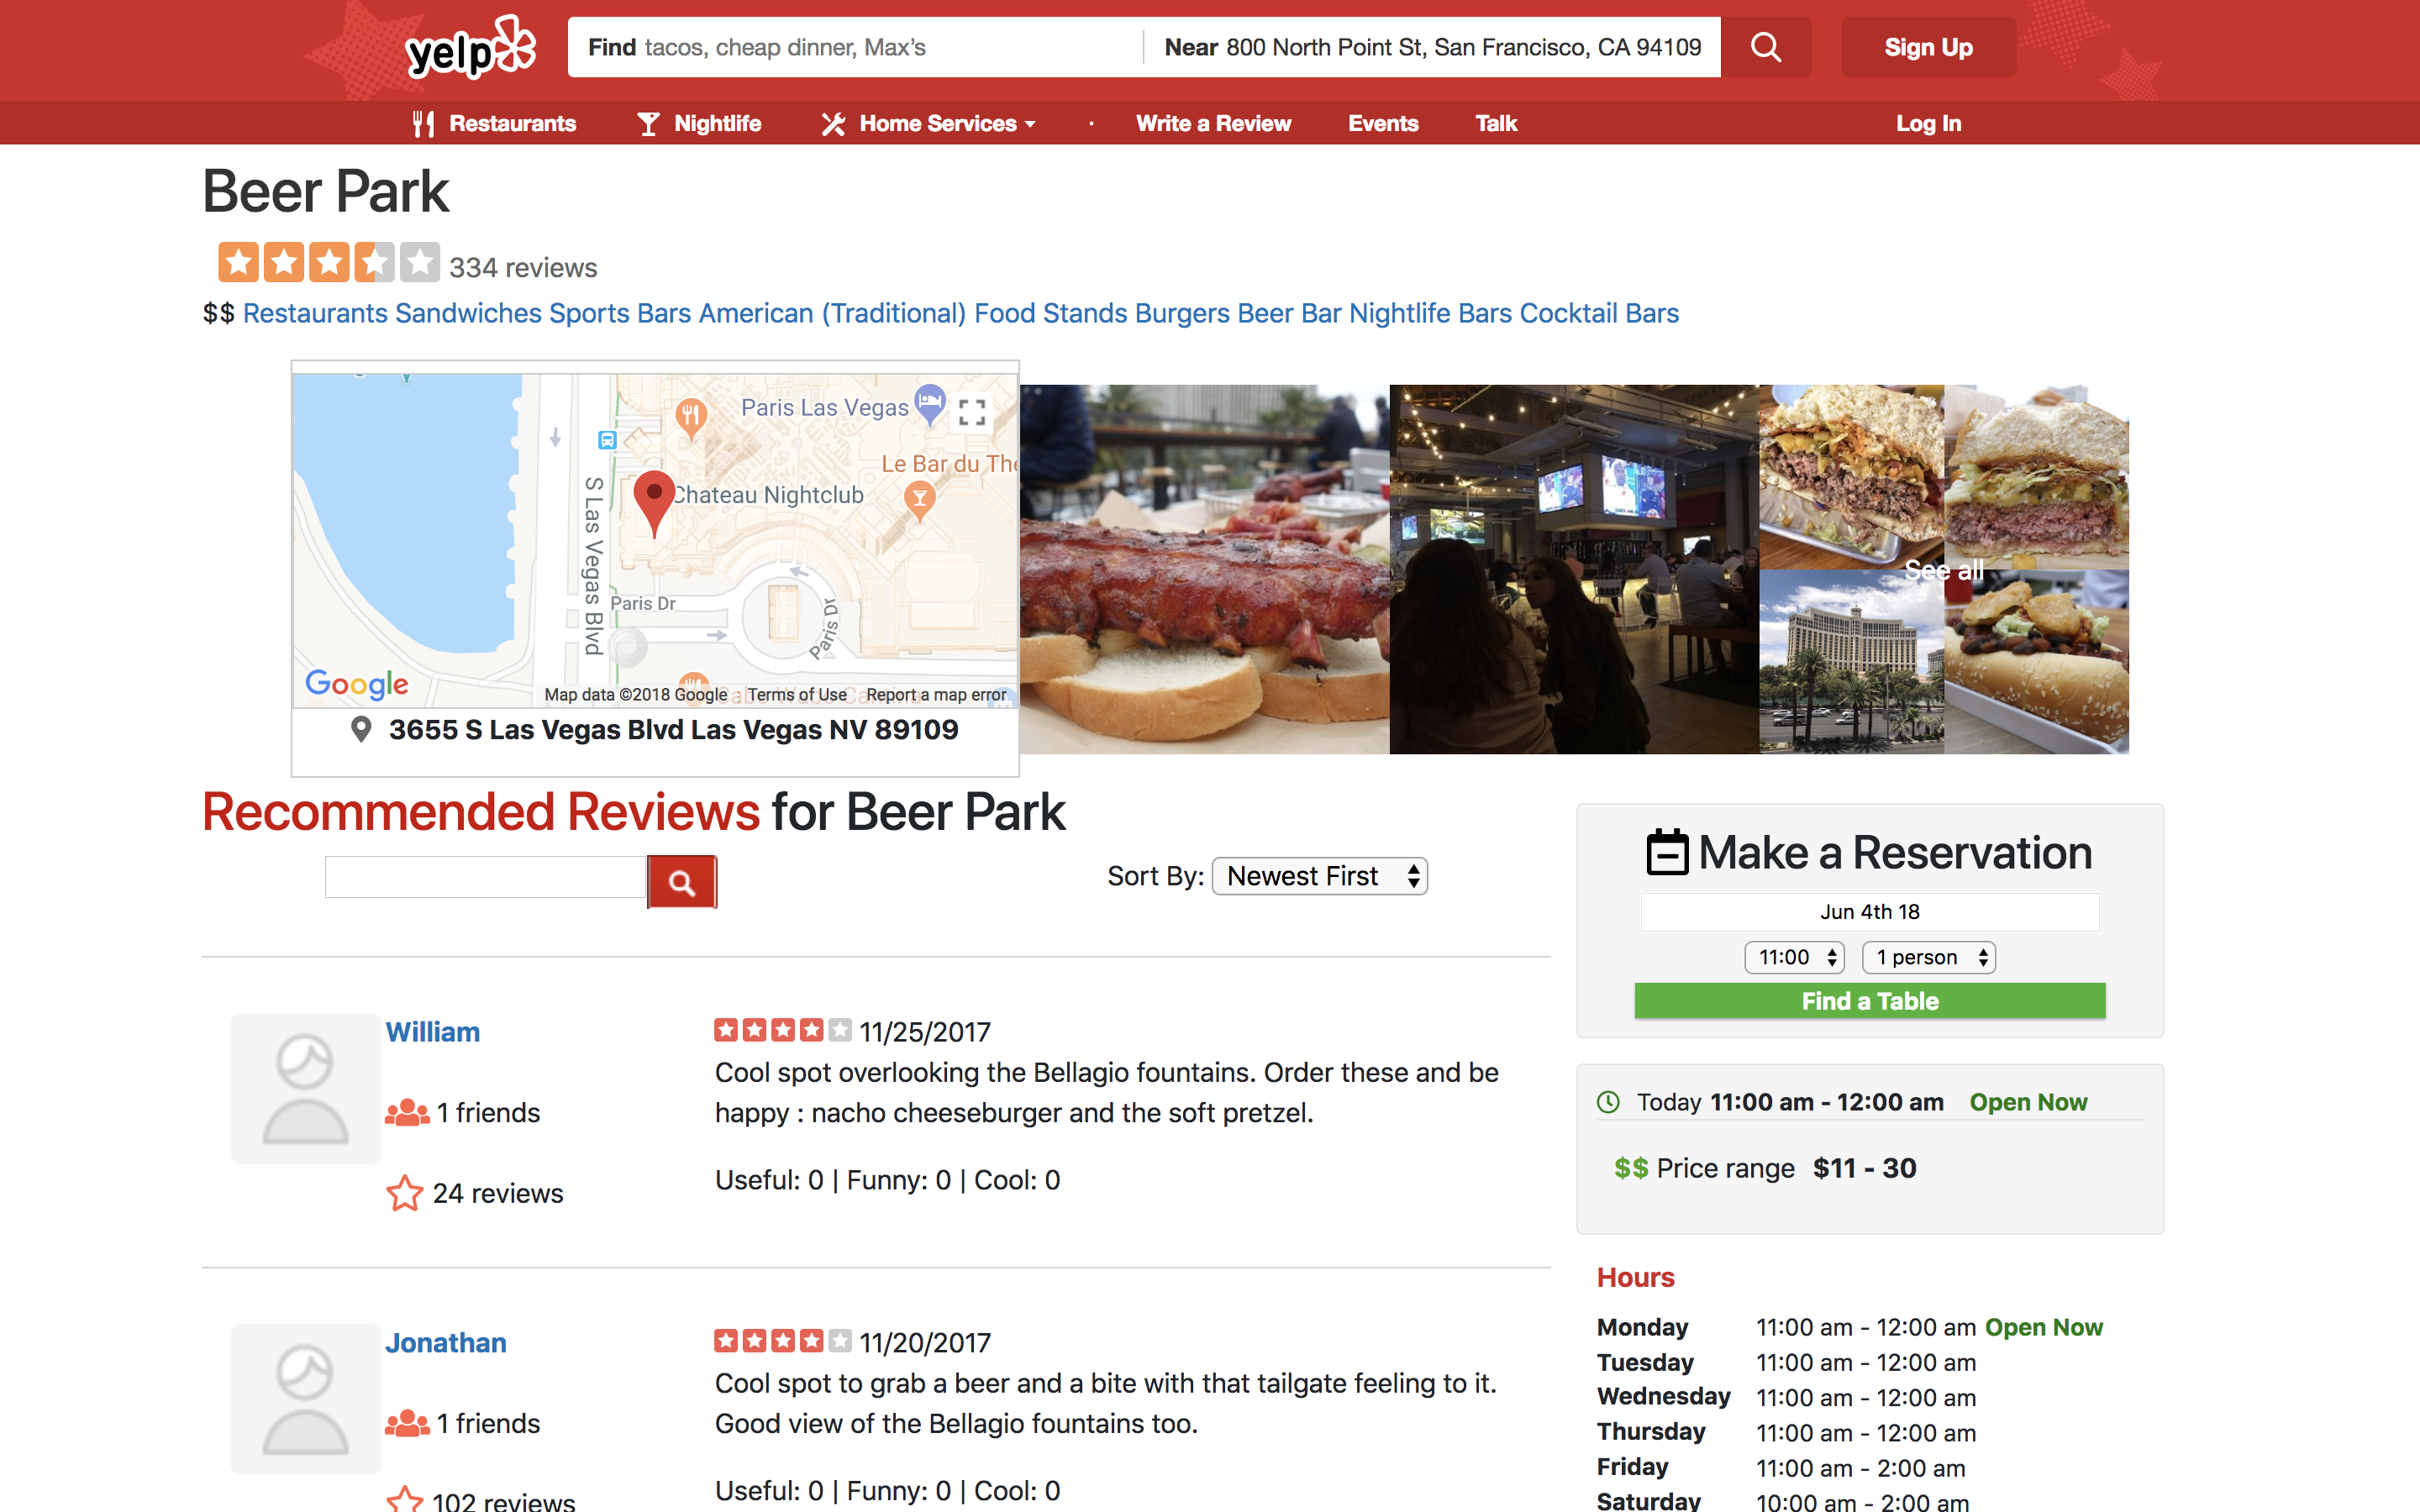 yelp
Find tacos, cheap dinner, Max's
Near 800 North Point St, San Francisco, CA 94109
Sign Up
Restaurants Nightlife Home Services · Write a Review Events Talk Log In
Beer Park
334 reviews
$$ Restaurants Sandwiches Sports Bars American (Traditional) Food Stands Burgers Beer Bar Nightlife Bars Cocktail Bars
Paris Las Vegas
Le Bar du
Chateau Nightclub
S Las Vegas Blvd
Paris Dr
Paris Dr
Google
Map data ©2018 Google Terms of Use Report a map error
3655 S Las Vegas Blvd Las Vegas NV 89109
See all
Recommended Reviews for Beer Park
Sort By: Newest First
Make a Reservation
Jun 4th 18
11:00 1 person
Find a Table
William
1 friends
24 reviews
11/25/2017
Cool spot overlooking the Bellagio fountains. Order these and be
happy : nacho cheeseburger and the soft pretzel.
Useful: 0 | Funny: 0 | Cool: 0
Today 11:00 am - 12:00 am Open Now
$$ Price range $11 - 30
Jonathan
1 friends
102 reviews
11/20/2017
Cool spot to grab a beer and a bite with that tailgate feeling to it.
Good view of the Bellagio fountains too.
Useful: 0 | Funny: 0 | Cool: 0
Hours
Monday 11:00 am - 12:00 am Open Now
Tuesday 11:00 am - 12:00 am
Wednesday 11:00 am - 12:00 am
Thursday 11:00 am - 12:00 am
Friday 11:00 am - 2:00 am
Saturday 10:00 am - 2:00 am